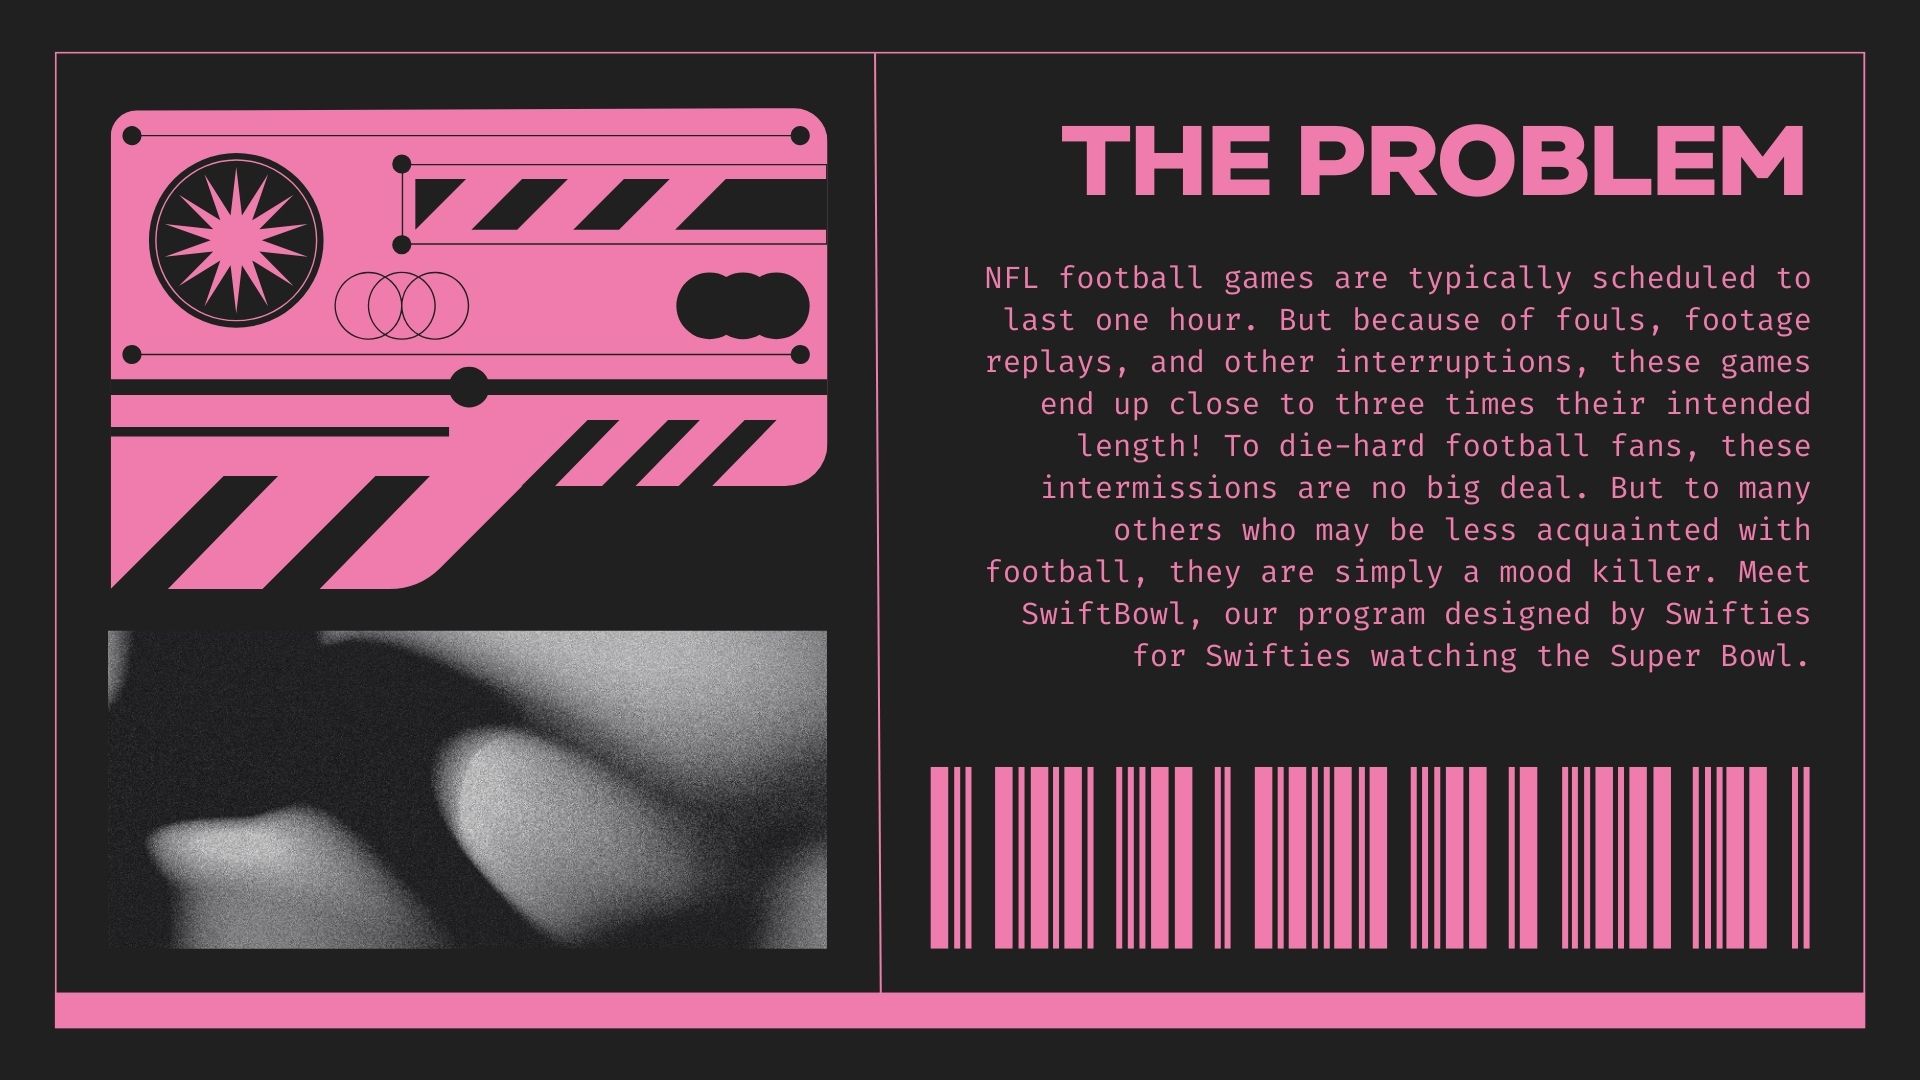 THE PROBLEM
NFL football games are typically scheduled to
last one hour. But because of fouls, footage
replays, and other interruptions, these games
end up close to three times their intended
length! To die-hard football fans, these
intermissions are no big deal. But to many
others who may be less acquainted with
football, they are simply a mood killer. Meet
SwiftBowl, our program designed by Swifties
for Swifties watching the Super Bowl.